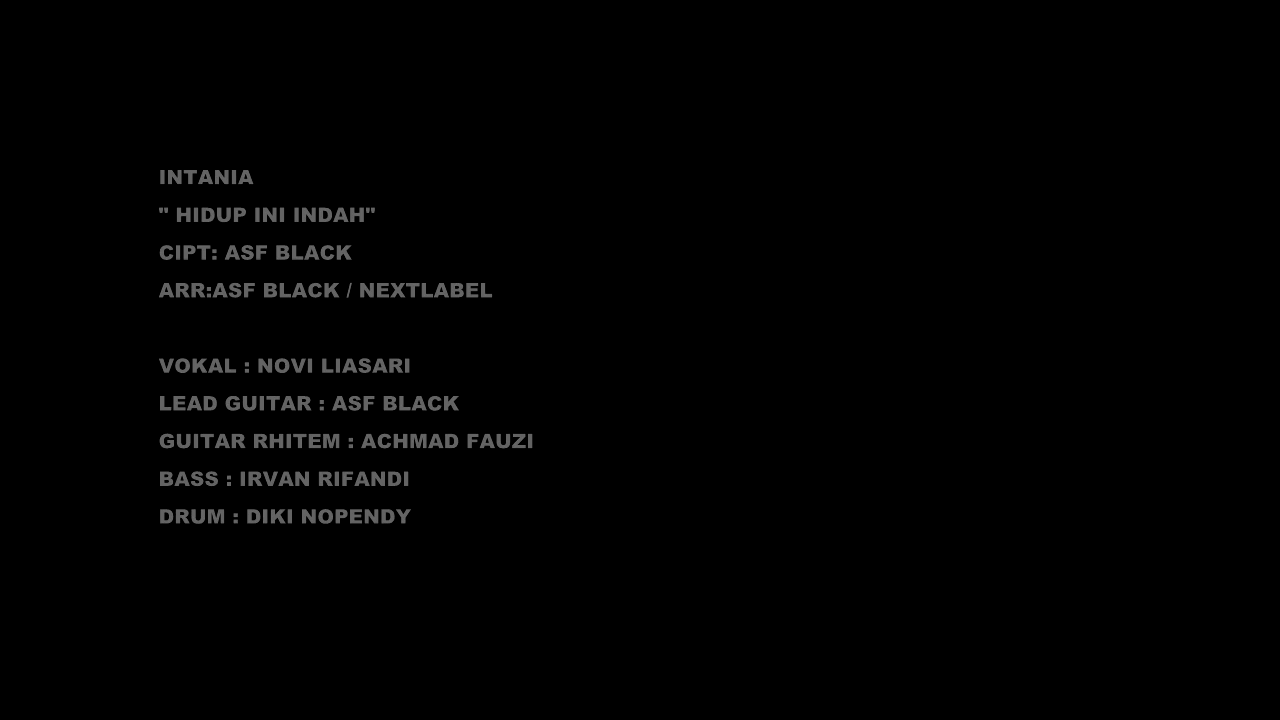 INTANIA
" HIDUP INI INDAH"
CIPT: ASF BLACK
ARR:ASF BLACK / NEXTLABEL
VOKAL : NOVI LIASARI
LEAD GUITAR : ASF BLACK
GUITAR RHITEM : ACHMAD FAUZI
BASS : IRVAN RIFANDI
DRUM : DIKI NOPENDY